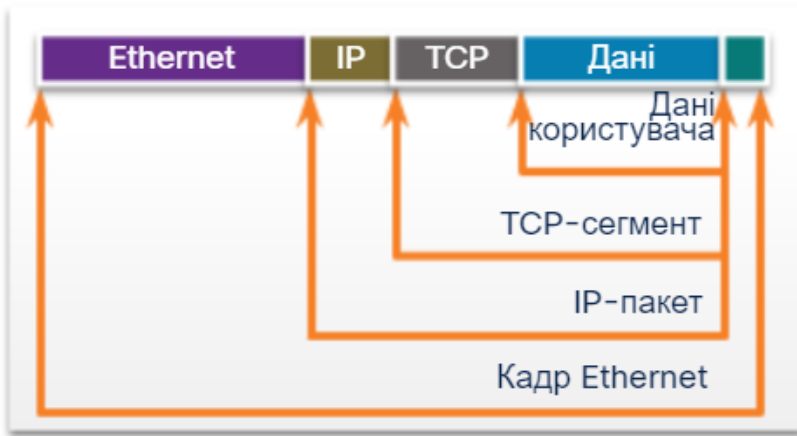 Ethernet IP TCP Дані
Дані
користувача
TCP-сегмент
IP-пакет
Кадр Ethernet